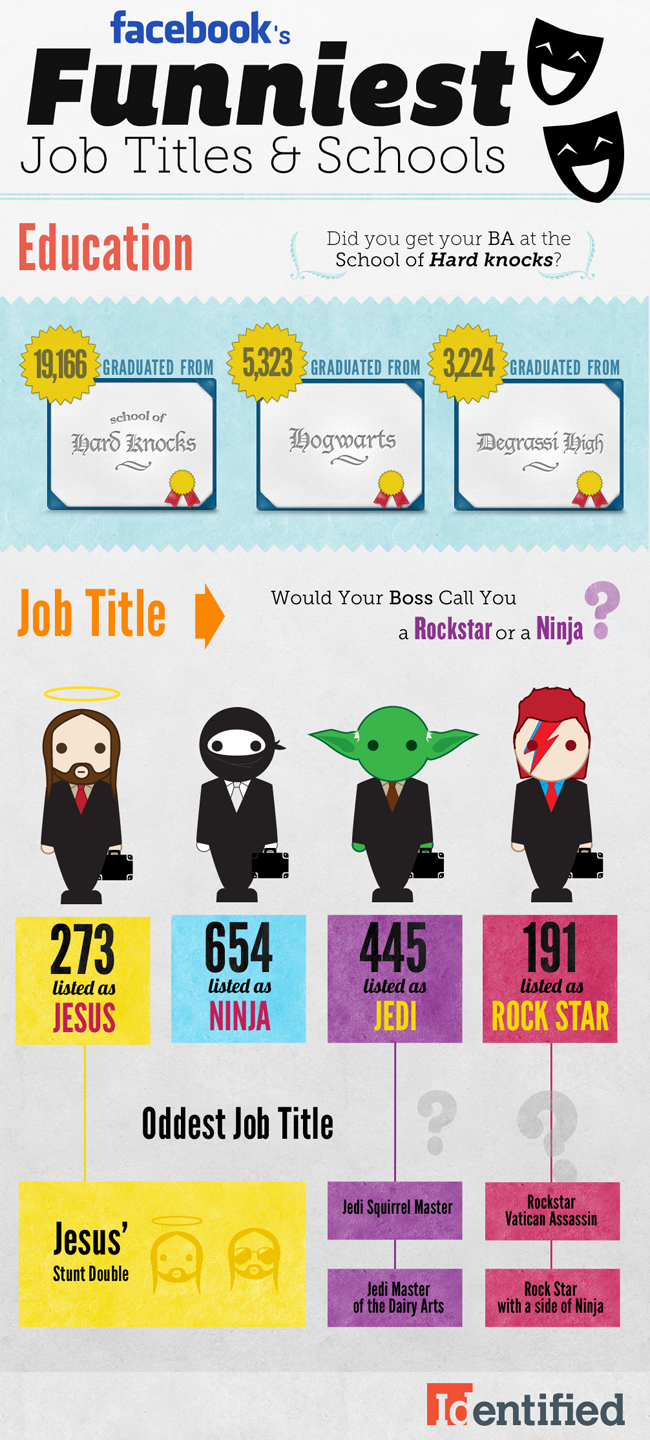 facebook's
Funniest
Job Titles & Schools
Education
Did you get your BA at the
School of Hard knocks?
19,166 GRADUATED FROM
school of
Hard Knocks
5,323 GRADUATED FROM
Hogwarts
3,224 GRADUATED FROM
Degrassi High
Job Title
Would Your Boss Call You
a Rockstar or a Ninja ?
273
listed as
JESUS
654
listed as
NINJA
445
listed as
JEDI
191
listed as
ROCK STAR
Oddest Job Title
?
?
Jesus'
Stunt Double
Jedi Squirrel Master
Jedi Master
of the Dairy Arts
Rockstar
Vatican Assassin
Rock Star
with a side of Ninja
Identified